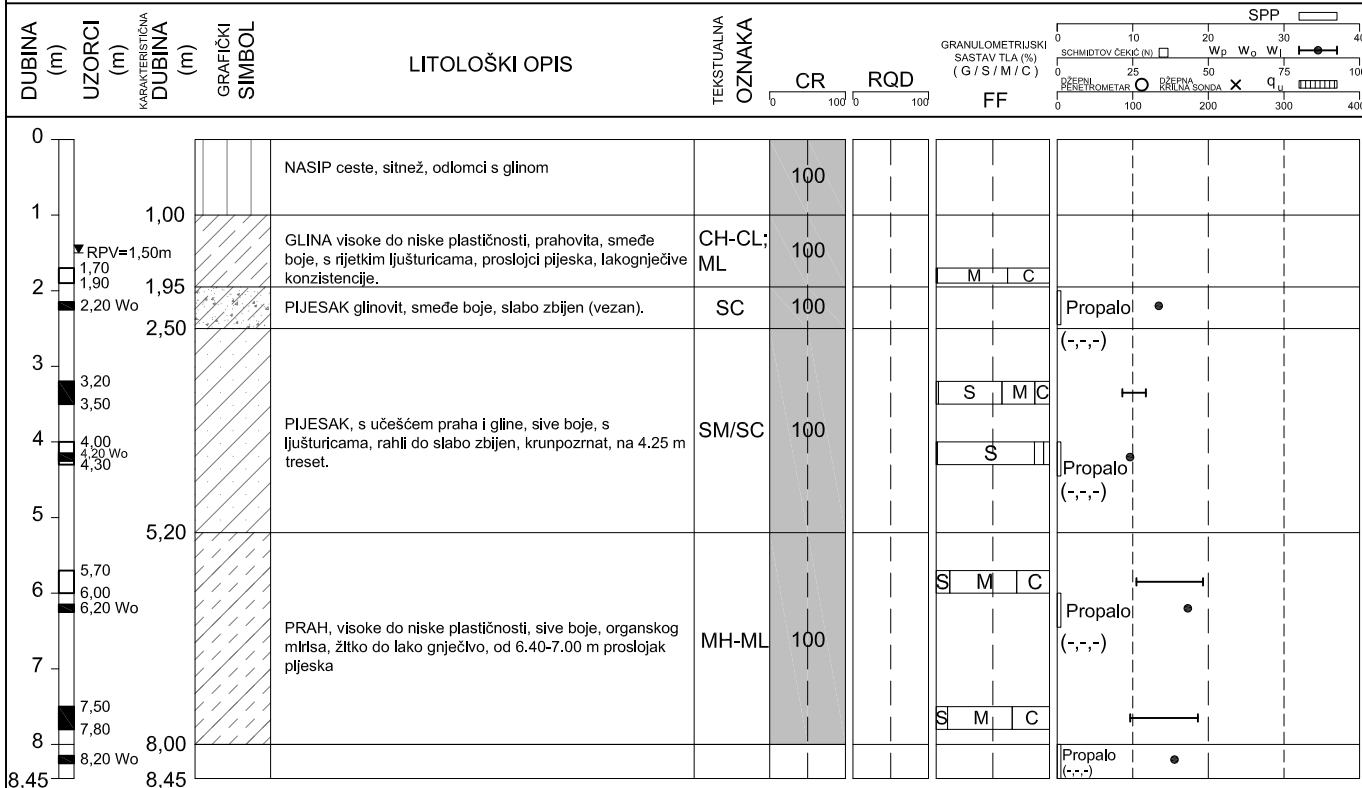 DUBINA (m)
UZORCI (m)
KARAKTERISTIČNA DUBINA (m)
GRAFIČKI SIMBOL
LITOLOŠKI OPIS
TEKSTUALNA OZNAKA
CR
0 100
RQD
0 100
GRANULOMETRIJSKI
SASTAV TLA (%)
( G / S / M / C )
FF
SPP
0 10 20 30 40
SCHMIDTOV ČEKIĆ (N) Wp Wo Wl
0 25 50 75 100
DŽEPNI PENETROMETAR DŽEPNA KRILNA SONDA qu
0 100 200 300 400
0
NASIP ceste, sitnež, odlomci s glinom
100
1
1,00
RPV=1,50m
1,70
1,90
GLINA visoke do niske plastičnosti, prahovita, smeđe
boje, s rijetkim ljušturicama, proslojci pijeska, lakognječive
konzistencije.
CH-CL;
ML
100
M C
1,95
2
2,20 Wo
PIJESAK glinovit, smeđe boje, slabo zbijen (vezan).
SC
100
Propalo
(-,-,-)
2,50
3
3,20
3,50
S M C
4
4,00
4,20 Wo
4,30
PIJESAK, s učešćem praha i gline, sive boje, s
ljušturicama, rahli do slabo zbijen, krupnozrnat, na 4.25 m
treset.
SM/SC
100
S
Propalo
(-,-,-)
5
5,20
5,70
6
6,00
6,20 Wo
S M C
Propalo
(-,-,-)
PRAH, visoke do niske plastičnosti, sive boje, organskog
mirisa, žitko do lako gnječivo, od 6.40-7.00 m proslojak
pijeska
MH-ML
100
7
7,50
7,80
S M C
8
8,00
8,20 Wo
Propalo
(-,-,-)
8.45
8,45